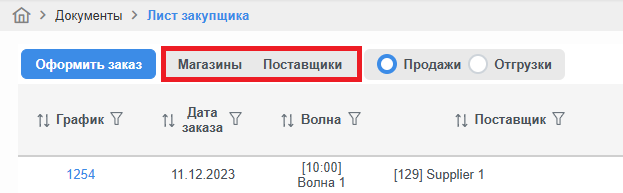 Документы > Лист закупщика
Оформить заказ Магазины Поставщики Продажи Отгрузки
График Дата заказа Волна Поставщик
1254 11.12.2023 [10:00] Волна 1 [129] Supplier 1